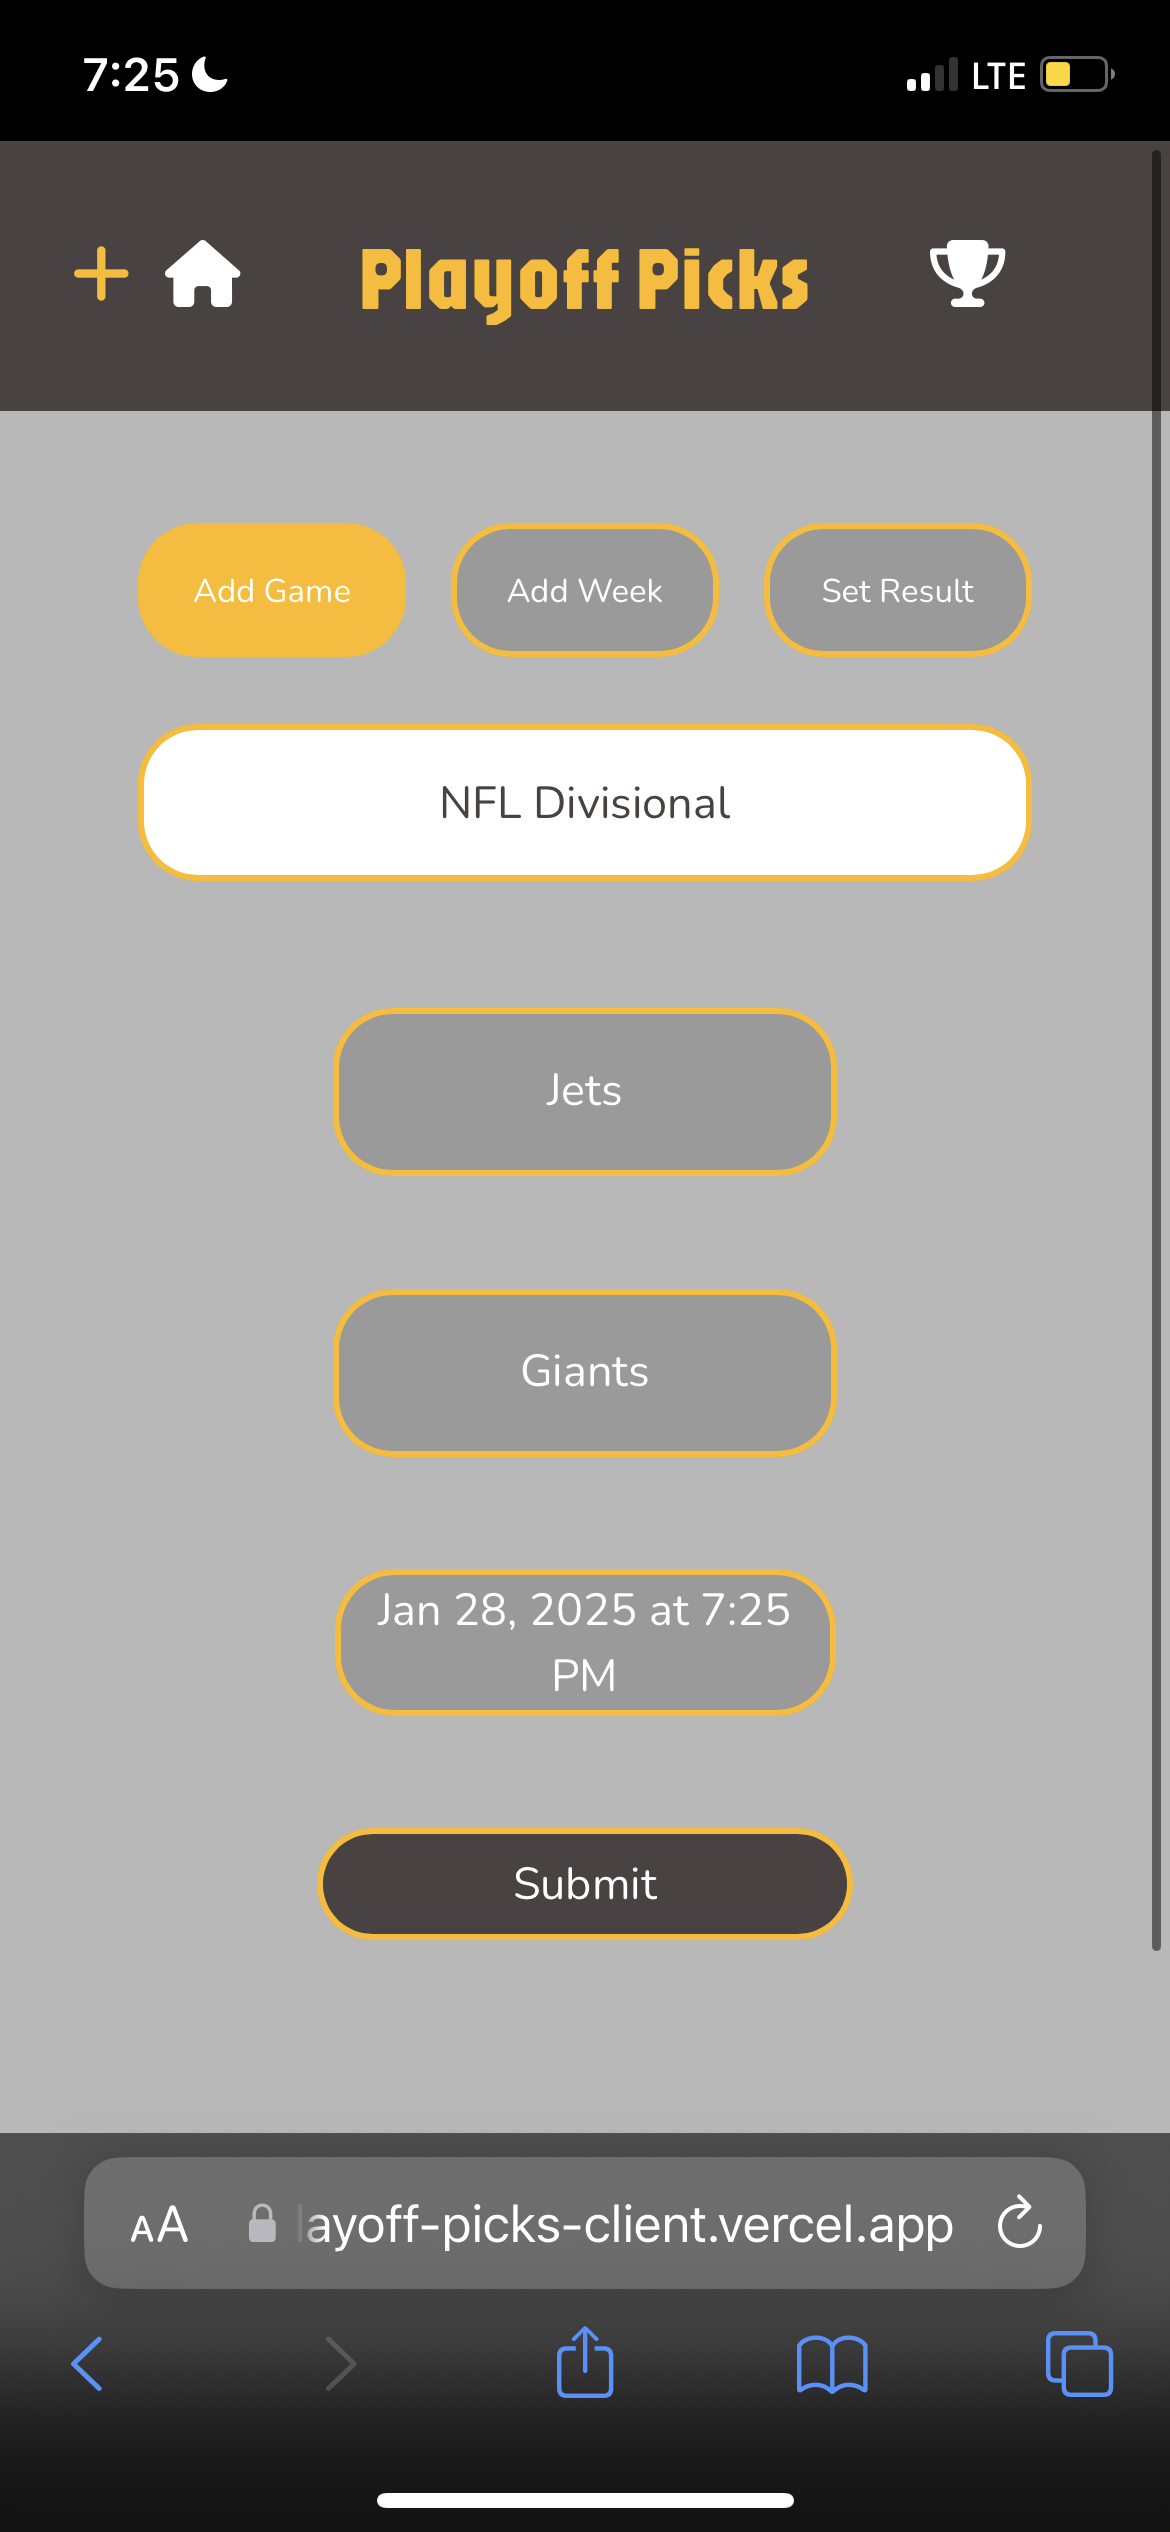 7:25
LTE
Playoff Picks
Add Game
Add Week
Set Result
NFL Divisional
Jets
Giants
Jan 28, 2025 at 7:25
PM
Submit
AA
layoff-picks-client.vercel.app